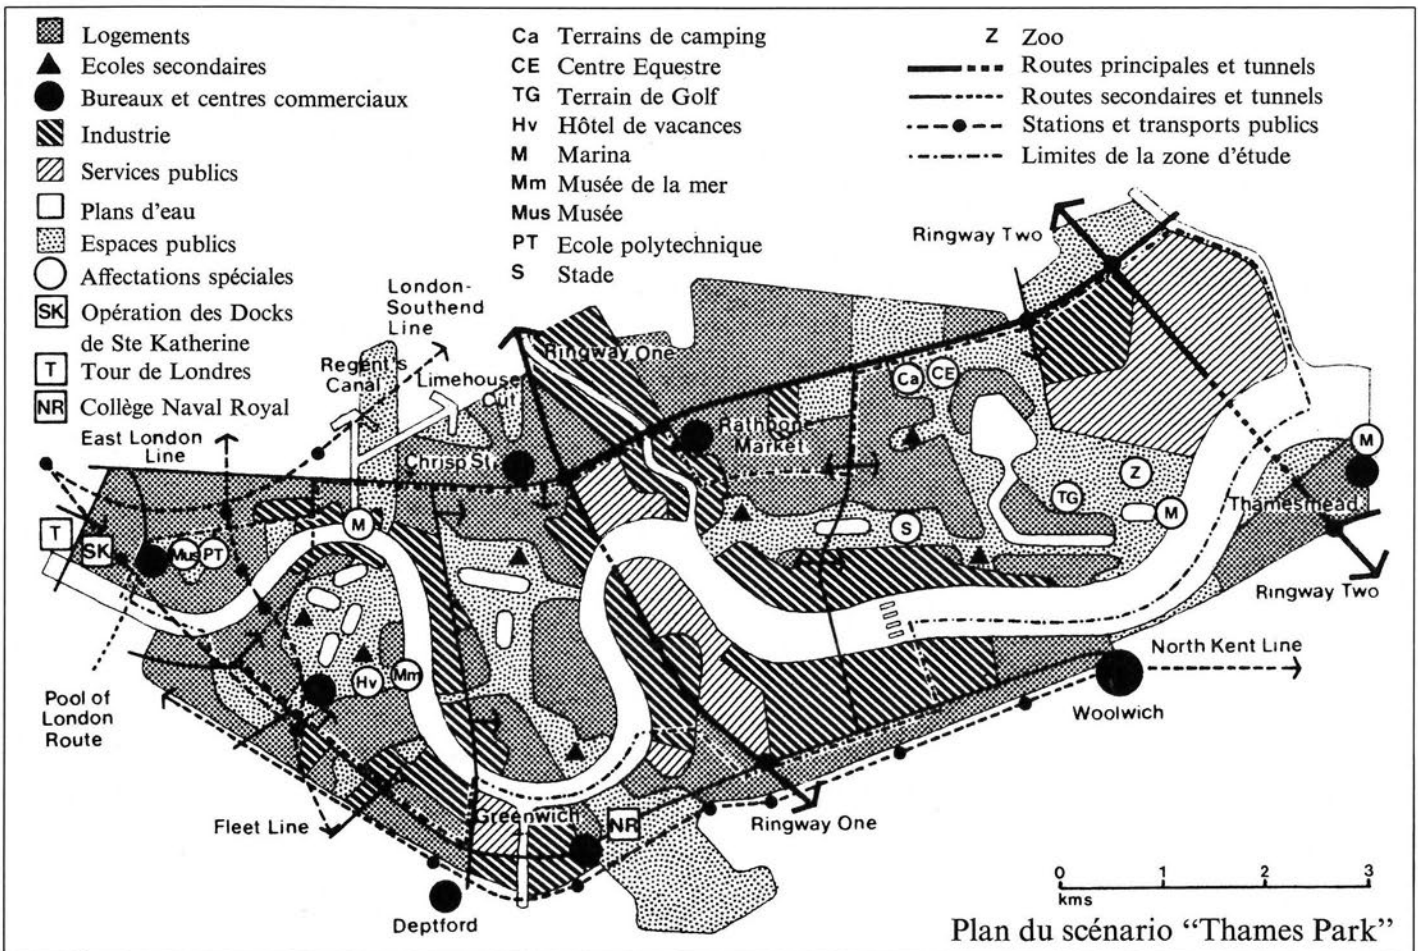 Logements
Ecoles secondaires
Bureaux et centres commerciaux
Industrie
Services publics
Plans d'eau
Espaces publics
Affectations spéciales
SK Opération des Docks
de Ste Katherine
T Tour de Londres
NR Collège Naval Royal
Ca Terrains de camping
CE Centre Equestre
TG Terrain de Golf
Hv Hôtel de vacances
M Marina
Mm Musée de la mer
Mus Musée
PT Ecole polytechnique
S Stade
Z Zoo
Routes principales et tunnels
Routes secondaires et tunnels
Stations et transports publics
Limites de la zone d'étude
Ringway Two
London-
Southend
Line
Ringway One
Regent's
Canal
Limehouse
Cut
Ca
CE
East London
Line
Chrisp St.
Rathbone
Market
M
Z
TG
M
Thamesmead
T
SK
Mus
PT
M
S
Ringway Two
Hv
Mm
North Kent Line
Pool of
London
Route
Woolwich
Fleet Line
Greenwich
NR
Ringway One
Deptford
0 1 2 3
kms
Plan du scénario “Thames Park”